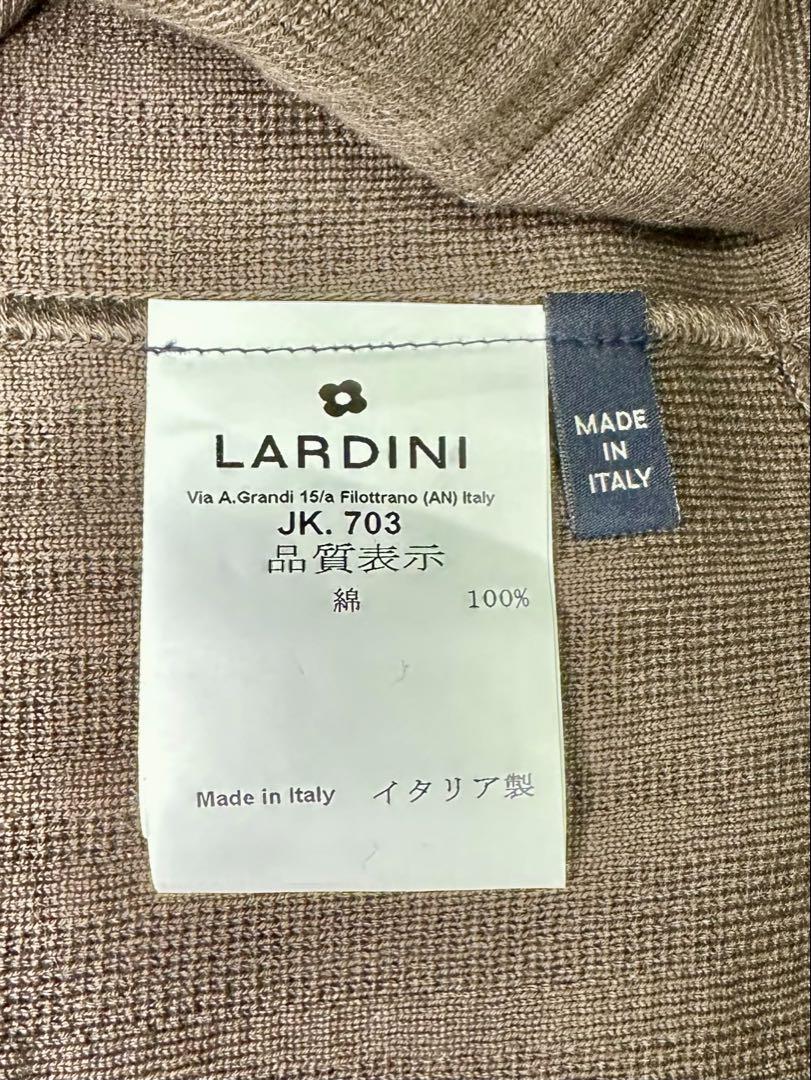 LARDINI
Via A.Grandi 15/a Filottrano (AN) Italy
JK. 703
品質表示
綿 100%
Made in Italy イタリア製
MADE
IN
ITALY